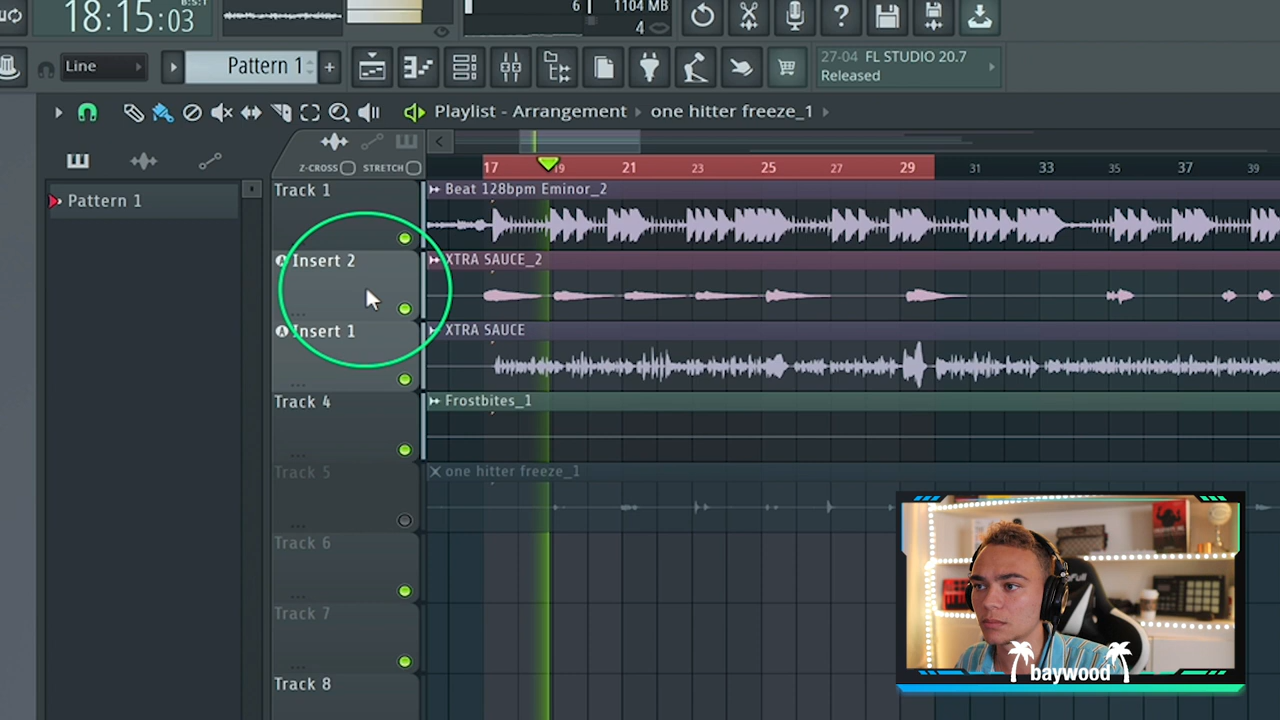 18:15:03
B:S:T
6
1104 MB
4
Line
Pattern 1
27-04 FL STUDIO 20.7
Released
Playlist - Arrangement
one hitter freeze_1
Z-CROSS
STRETCH
17
19
21
23
25
27
29
31
33
35
37
39
Pattern 1
Track 1
Beat 128bpm Eminor_2
Insert 2
XTRA SAUCE_2
Insert 1
XTRA SAUCE
Track 4
Frostbites_1
Track 5
one hitter freeze_1
Track 6
Track 7
Track 8
baywood